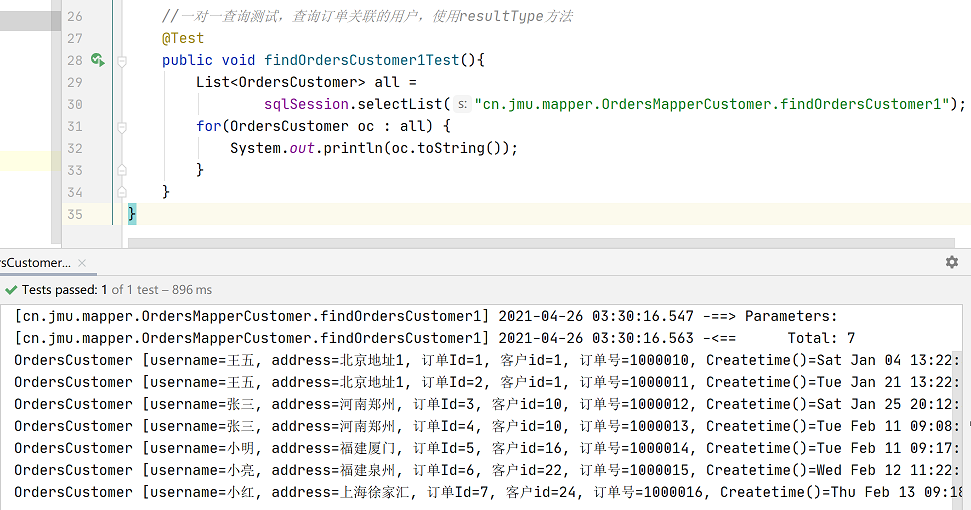 26 //一对一查询测试，查询订单关联的用户，使用resultType方法
27 @Test
28 public void findOrdersCustomer1Test(){
29 List<OrdersCustomer> all =
30 sqlSession.selectList( s: "cn.jmu.mapper.OrdersMapperCustomer.findOrdersCustomer1");
31 for(OrdersCustomer oc : all) {
32 System.out.println(oc.toString());
33 }
34 }
35 }
rsCustomer... ×
Tests passed: 1 of 1 test – 896 ms
[cn.jmu.mapper.OrdersMapperCustomer.findOrdersCustomer1] 2021-04-26 03:30:16.547 -==> Parameters:
[cn.jmu.mapper.OrdersMapperCustomer.findOrdersCustomer1] 2021-04-26 03:30:16.563 -<== Total: 7
OrdersCustomer [username=王五, address=北京地址1, 订单Id=1, 客户id=1, 订单号=1000010, Createtime()=Sat Jan 04 13:22:
OrdersCustomer [username=王五, address=北京地址1, 订单Id=2, 客户id=1, 订单号=1000011, Createtime()=Tue Jan 21 13:22:
OrdersCustomer [username=张三, address=河南郑州, 订单Id=3, 客户id=10, 订单号=1000012, Createtime()=Sat Jan 25 20:12:
OrdersCustomer [username=张三, address=河南郑州, 订单Id=4, 客户id=10, 订单号=1000013, Createtime()=Tue Feb 11 09:08:
OrdersCustomer [username=小明, address=福建厦门, 订单Id=5, 客户id=16, 订单号=1000014, Createtime()=Tue Feb 11 09:17:
OrdersCustomer [username=小亮, address=福建泉州, 订单Id=6, 客户id=22, 订单号=1000015, Createtime()=Wed Feb 12 11:22:
OrdersCustomer [username=小红, address=上海徐家汇, 订单Id=7, 客户id=24, 订单号=1000016, Createtime()=Thu Feb 13 09:18